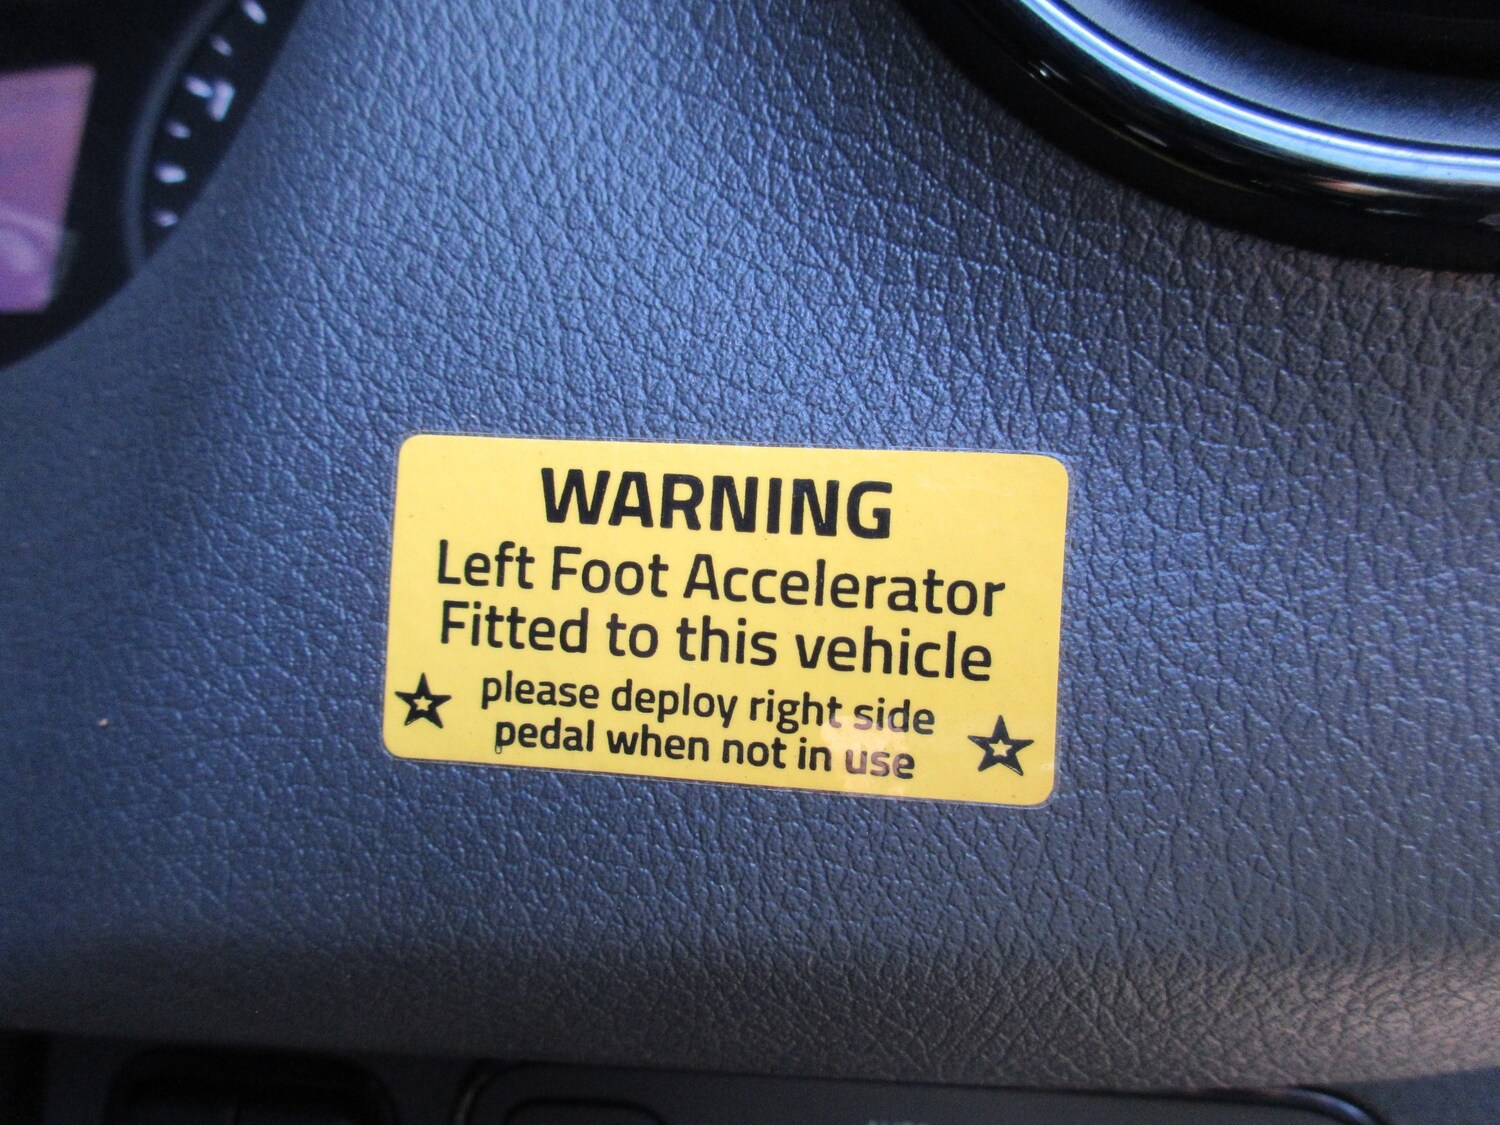 WARNING
Left Foot Accelerator
Fitted to this vehicle
please deploy right side
pedal when not in use